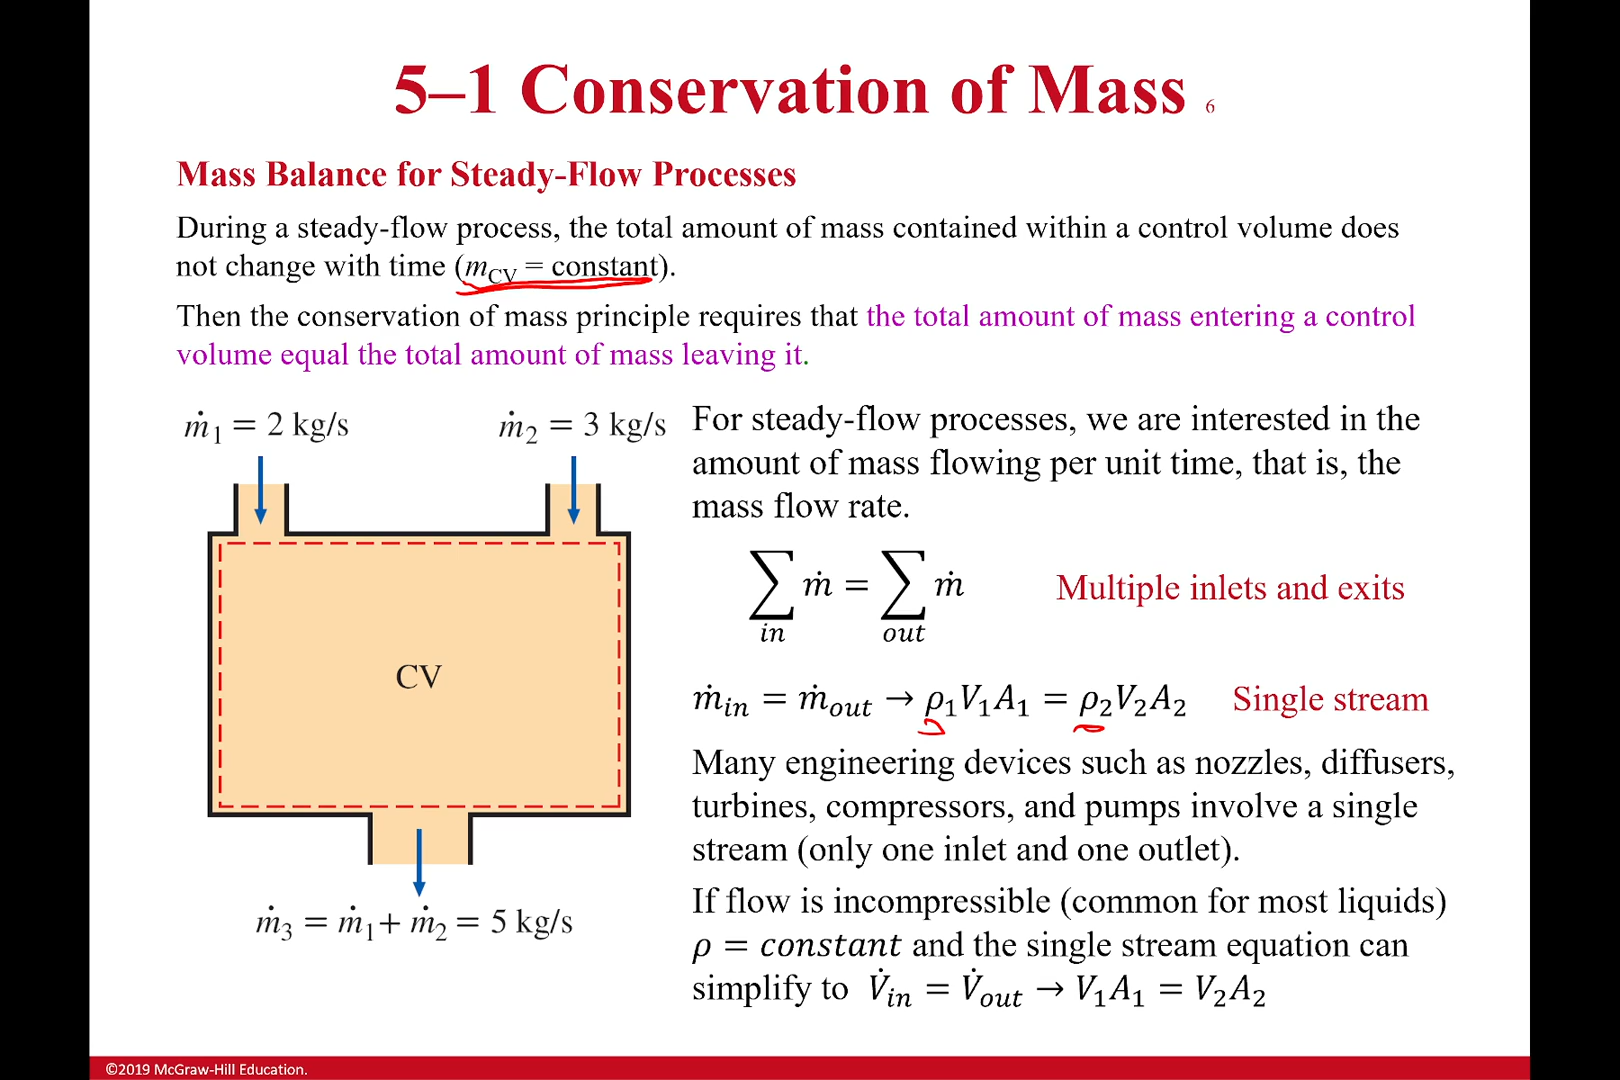 5–1 Conservation of Mass 6
Mass Balance for Steady-Flow Processes
During a steady-flow process, the total amount of mass contained within a control volume does
not change with time (m_CV = constant).
Then the conservation of mass principle requires that the total amount of mass entering a control
volume equal the total amount of mass leaving it.
ṁ₁ = 2 kg/s
ṁ₂ = 3 kg/s
CV
ṁ₃ = ṁ₁ + ṁ₂ = 5 kg/s
For steady-flow processes, we are interested in the
amount of mass flowing per unit time, that is, the
mass flow rate.
∑_in ṁ = ∑_out ṁ
Multiple inlets and exits
ṁ_in = ṁ_out → ρ₁V₁A₁ = ρ₂V₂A₂
Single stream
Many engineering devices such as nozzles, diffusers,
turbines, compressors, and pumps involve a single
stream (only one inlet and one outlet).
If flow is incompressible (common for most liquids)
ρ = constant and the single stream equation can
simplify to V̇_in = V̇_out → V₁A₁ = V₂A₂
©2019 McGraw-Hill Education.